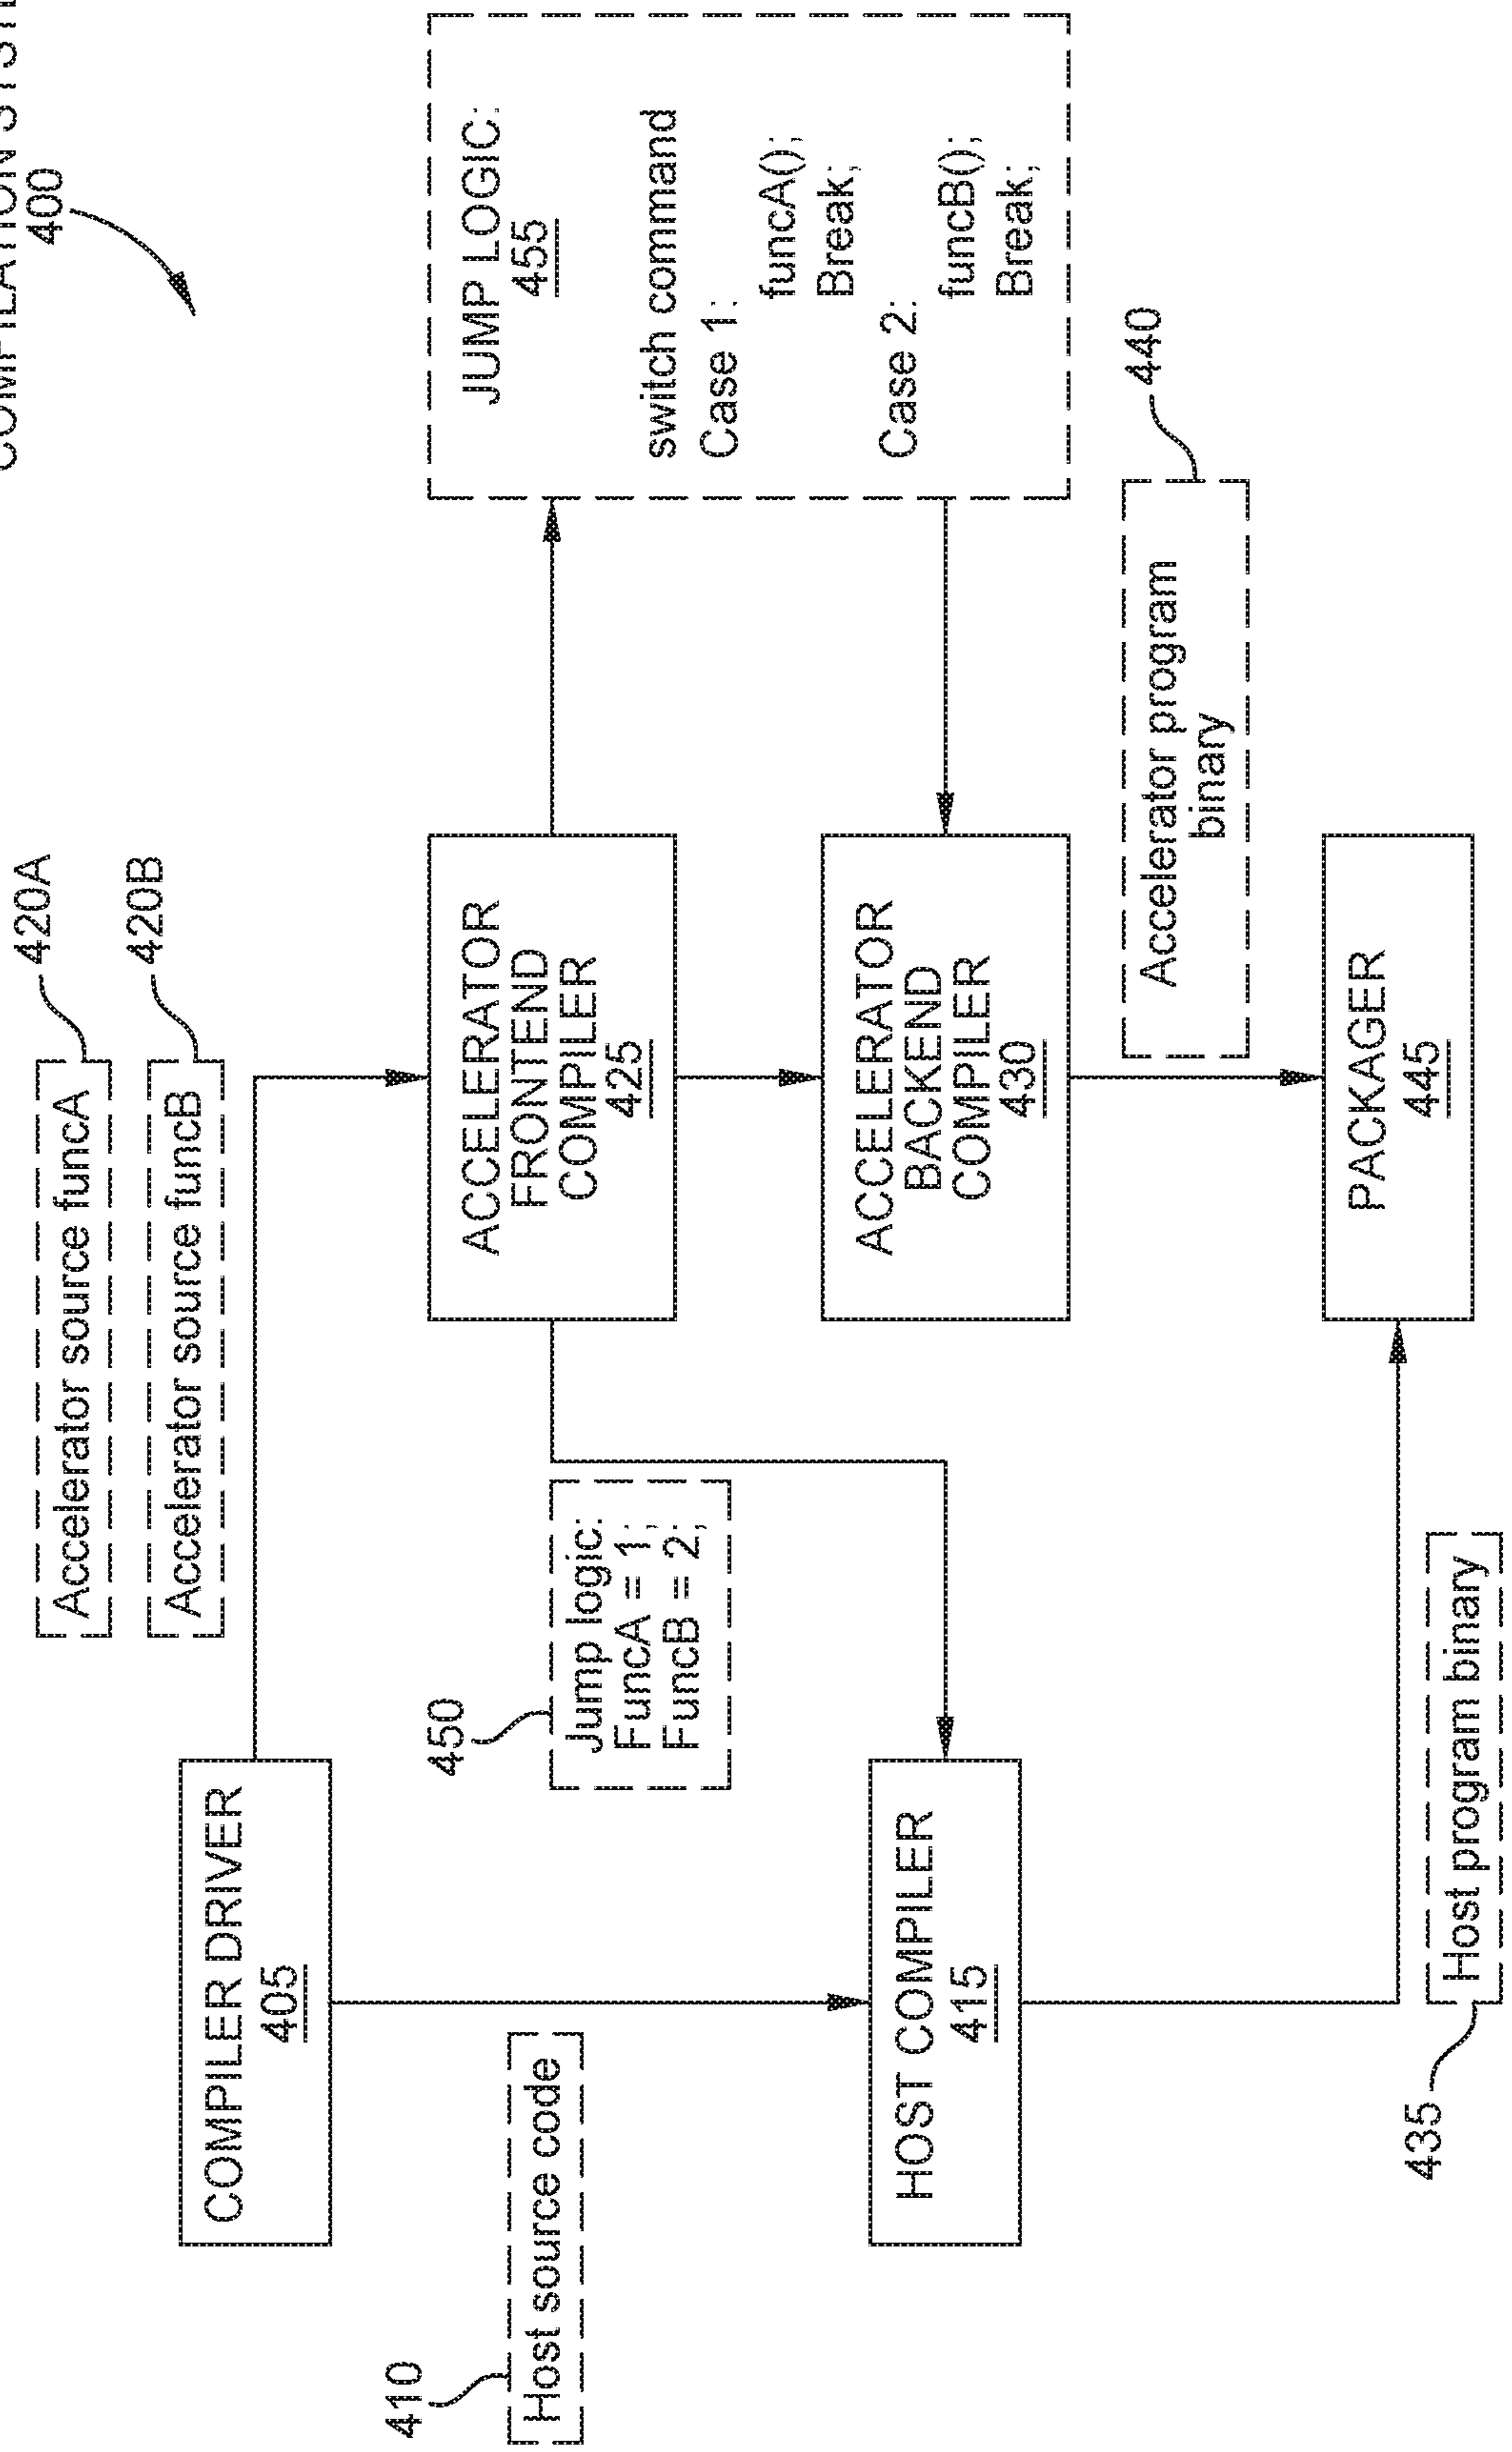 COMPILATION
400
420A
Accelerator source funcA
420B
Accelerator source funcB
COMPILER DRIVER
405
410
Host source code
450
Jump logic:
FuncA = 1;
FuncB = 2;
ACCELERATOR
FRONTEND
COMPILER
425
JUMP LOGIC:
455
switch command
Case 1:
funcA();
Break;
Case 2:
funcB();
Break;
HOST COMPILER
415
ACCELERATOR
BACKEND
COMPILER
430
440
Accelerator program
binary
PACKAGER
445
435
Host program binary